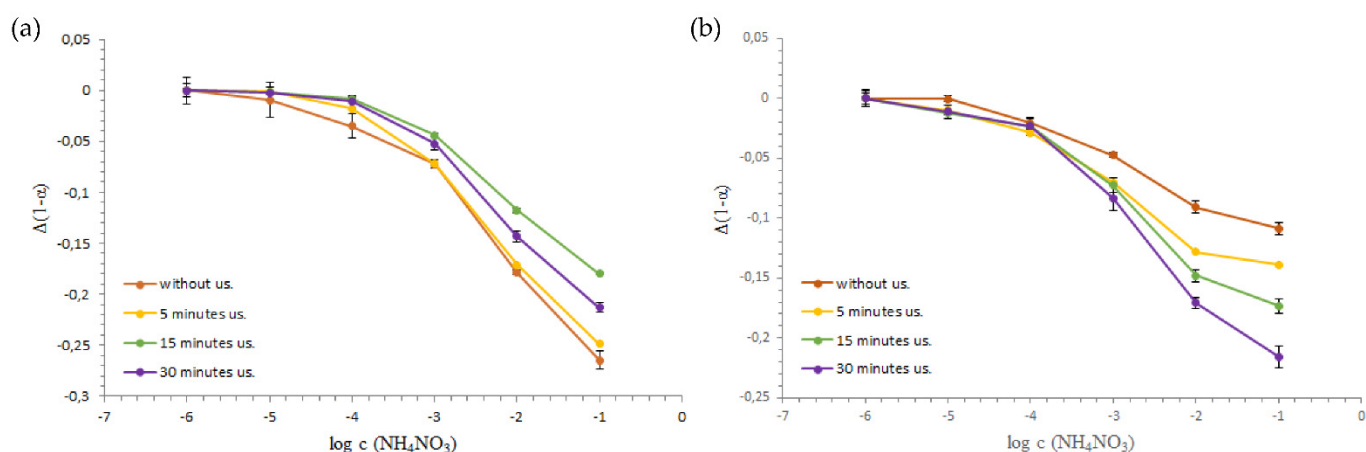 (a)
0,05
0
-0,05
-0,1
-0,15
-0,2
-0,25
-0,3
Δ(1-α)
without us.
5 minutes us.
15 minutes us.
30 minutes us.
-7 -6 -5 -4 -3 -2 -1 0
log c (NH₄NO₃)
(b)
0,05
0
-0,05
-0,1
-0,15
-0,2
-0,25
Δ(1-α)
without us.
5 minutes us.
15 minutes us.
30 minutes us.
-7 -6 -5 -4 -3 -2 -1 0
log c (NH₄NO₃)